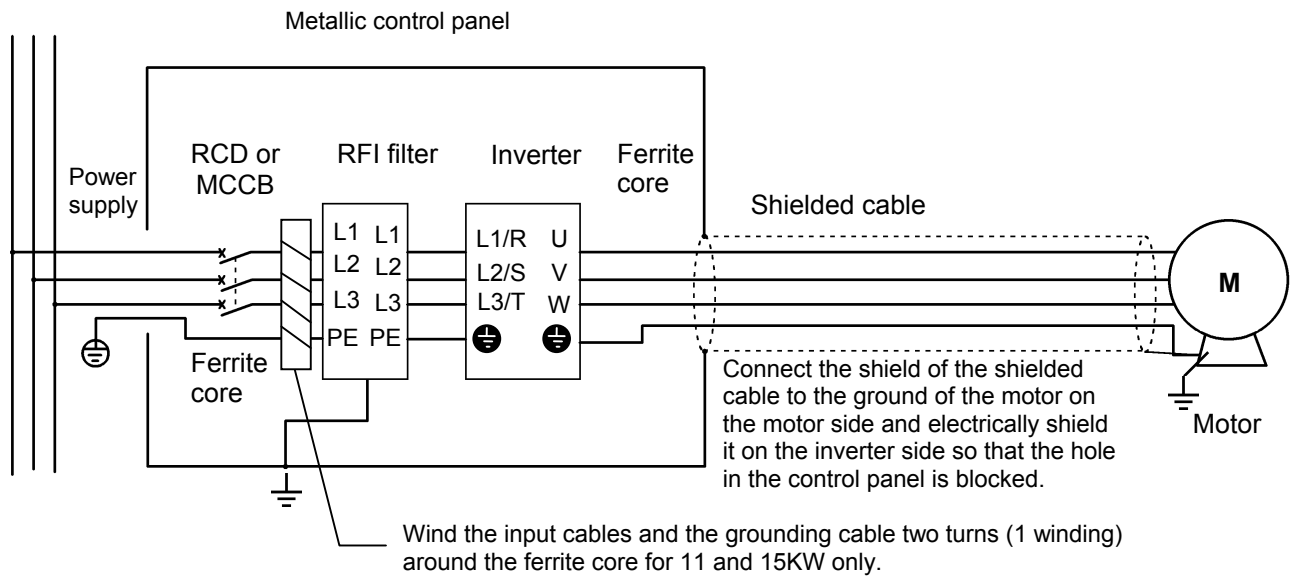 Metallic control panel
Power
supply
RCD or
MCCB
RFI filter
Inverter
Ferrite
core
Shielded cable
L1 L1
L2 L2
L3 L3
PE PE
L1/R U
L2/S V
L3/T W
M
Ferrite
core
Connect the shield of the shielded
cable to the ground of the motor on
the motor side and electrically shield
it on the inverter side so that the hole
in the control panel is blocked.
Motor
Wind the input cables and the grounding cable two turns (1 winding)
around the ferrite core for 11 and 15KW only.